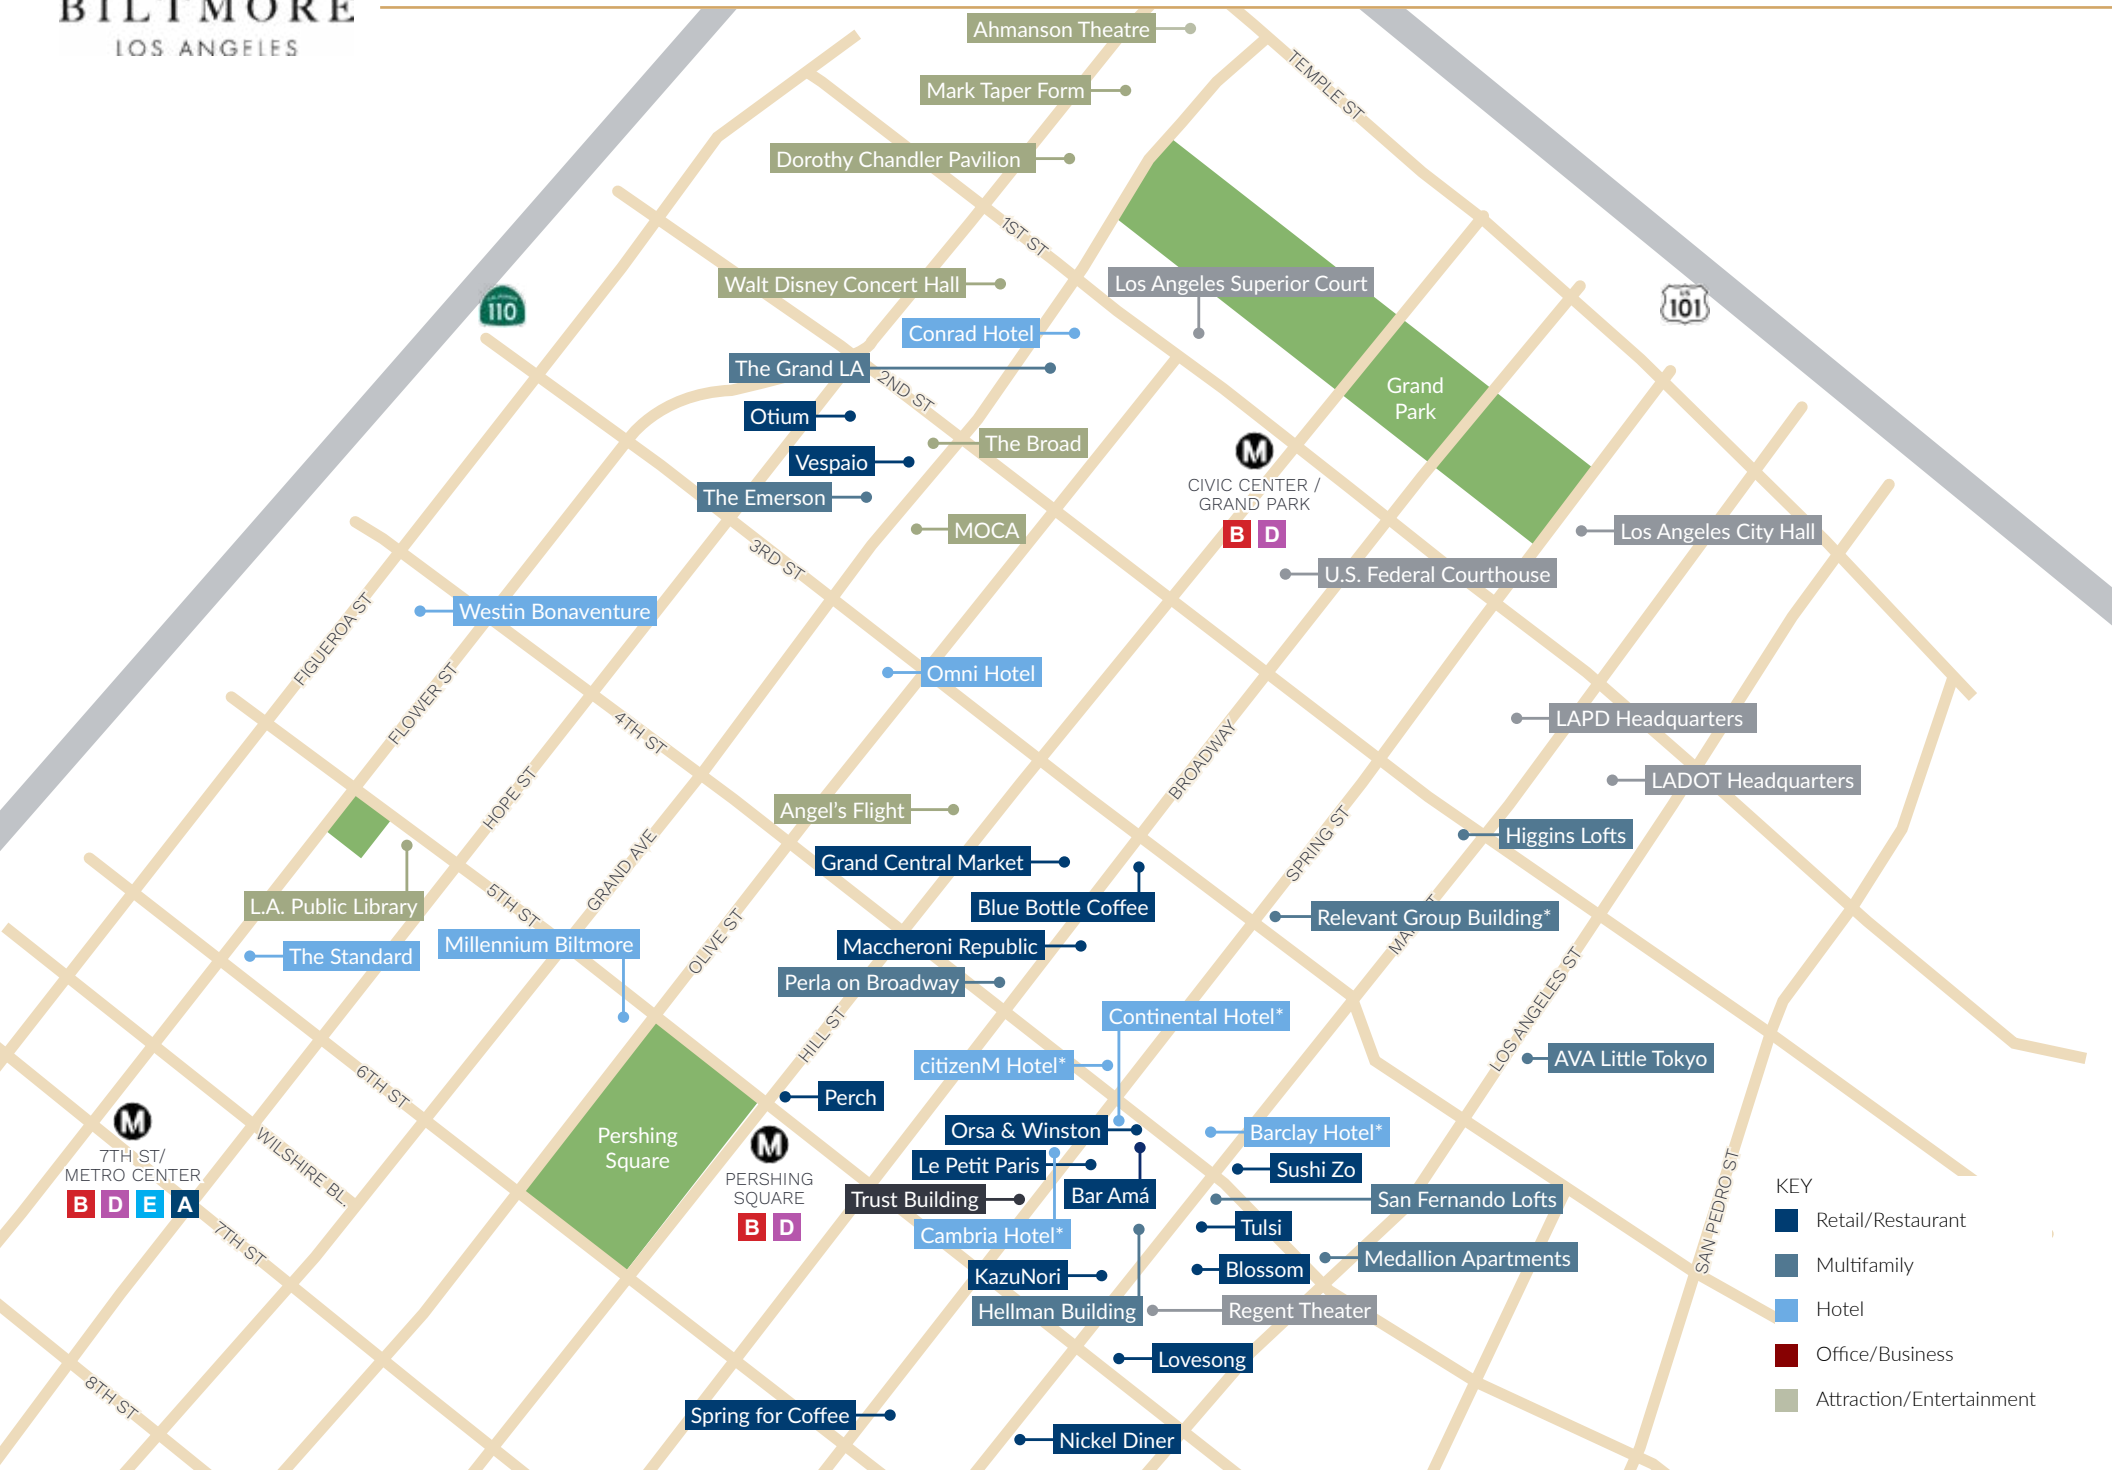 BILTMORE
LOS ANGELES
Ahmanson Theatre
TEMPLE ST
Mark Taper Form
Dorothy Chandler Pavilion
1ST ST
Walt Disney Concert Hall
Los Angeles Superior Court
CALIFORNIA
110
US
101
Conrad Hotel
The Grand LA
2ND ST
Grand
Park
Otium
The Broad
Vespaio
CIVIC CENTER /
GRAND PARK
B D
The Emerson
MOCA
Los Angeles City Hall
3RD ST
U.S. Federal Courthouse
FIGUEROA ST
Westin Bonaventure
FLOWER ST
Omni Hotel
4TH ST
LAPD Headquarters
BROADWAY
LADOT Headquarters
HOPE ST
Angel's Flight
Higgins Lofts
SPRING ST
Grand Central Market
GRAND AVE
Blue Bottle Coffee
L.A. Public Library
5TH ST
Relevant Group Building*
OLIVE ST
Millennium Biltmore
The Standard
Maccheroni Republic
Perla on Broadway
LOS ANGELES ST
Continental Hotel*
HILL ST
citizenM Hotel*
AVA Little Tokyo
6TH ST
Perch
M
7TH ST/
METRO CENTER
B D E A
WILSHIRE BL.
Pershing
Square
M
PERSHING
SQUARE
B D
Orsa & Winston
Barclay Hotel*
Le Petit Paris
Sushi Zo
Trust Building
Bar Amá
San Fernando Lofts
SAN PEDRO ST
Cambria Hotel*
Tulsi
7TH ST
KazuNori
Blossom
Medallion Apartments
Hellman Building
Regent Theater
Lovesong
8TH ST
Spring for Coffee
Nickel Diner
KEY
Retail/Restaurant
Multifamily
Hotel
Office/Business
Attraction/Entertainment